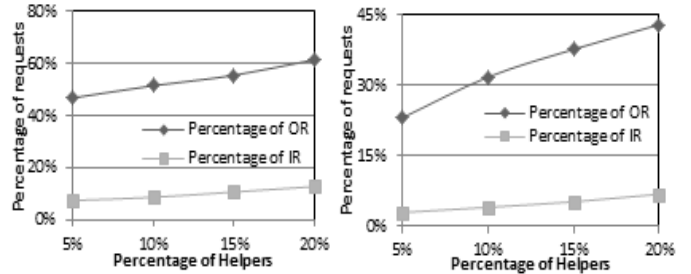 80%
60%
40%
20%
0%
Percentage of requests
Percentage of OR
Percentage of IR
5% 10% 15% 20%
Percentage of Helpers
45%
30%
15%
0%
Percentage of requests
Percentage of OR
Percentage of IR
5% 10% 15% 20%
Percentage of Helpers